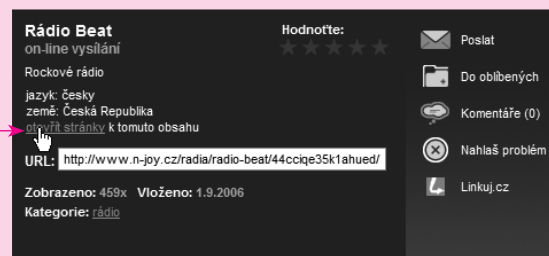 Rádio Beat
on-line vysílání
Hodnoťte:
Rockové rádio
jazyk: česky
země: Česká Republika
otevřít stránky k tomuto obsahu
URL: http://www.n-joy.cz/radia/radio-beat/44cciqe35k1ahued/
Zobrazeno: 459x Vloženo: 1.9.2006
Kategorie: rádio
Poslat
Do oblíbených
Komentáře (0)
Nahlaš problém
Linkuj.cz